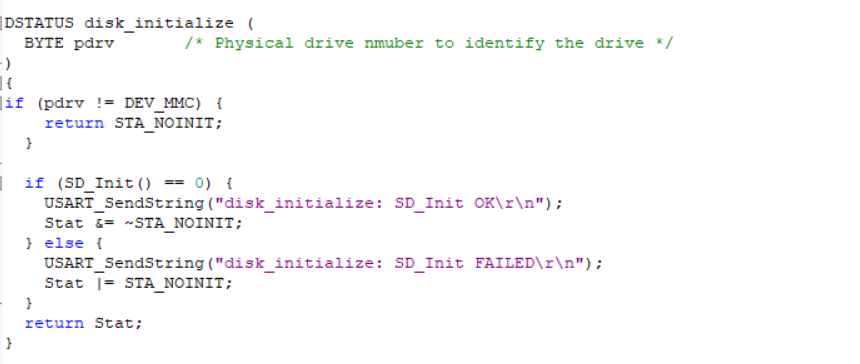 DSTATUS disk_initialize (
  BYTE pdrv       /* Physical drive nmuber to identify the drive */
)
{
if (pdrv != DEV_MMC) {
    return STA_NOINIT;
  }

  if (SD_Init() == 0) {
    USART_SendString("disk_initialize: SD_Init OK\r\n");
    Stat &= ~STA_NOINIT;
  } else {
    USART_SendString("disk_initialize: SD_Init FAILED\r\n");
    Stat |= STA_NOINIT;
  }
  return Stat;
}